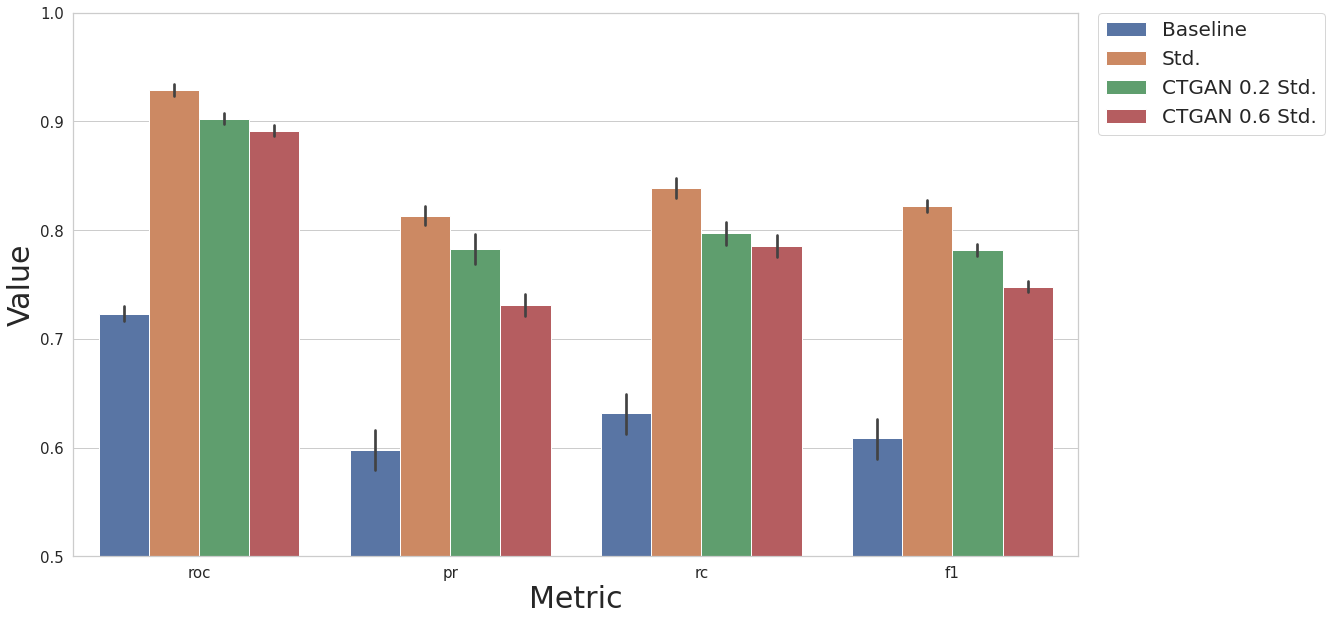 1.0
0.9
0.8
0.7
0.6
0.5
Value
roc
pr
rc
f1
Metric
Baseline
Std.
CTGAN 0.2 Std.
CTGAN 0.6 Std.